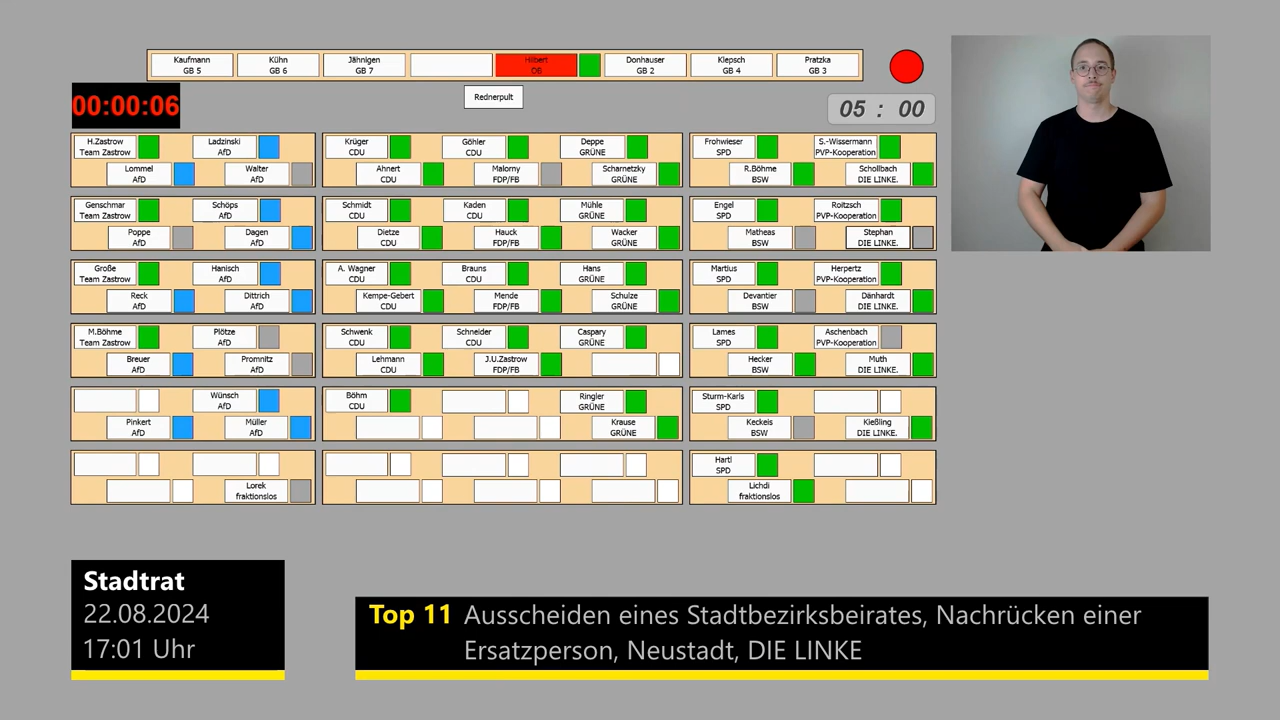 Kaufmann
GB 5
Kühn
GB 6
Jähnigen
GB 7
Hilbert
OB
Donhauser
GB 2
Klepsch
GB 4
Pratzka
GB 3
00:00:06
Rednerpult
05 : 00
H.Zastrow
Team Zastrow
Ladzinski
AfD
Lommel
AfD
Walter
AfD
Krüger
CDU
Göhler
CDU
Deppe
GRÜNE
Ahnert
CDU
Malorny
FDP/FB
Scharnetzky
GRÜNE
Frohwieser
SPD
S.-Wissermann
PVP-Kooperation
R.Böhme
BSW
Schollbach
DIE LINKE.
Genschmar
Team Zastrow
Schöps
AfD
Poppe
AfD
Dagen
AfD
Schmidt
CDU
Kaden
CDU
Mühle
GRÜNE
Dietze
CDU
Hauck
FDP/FB
Wacker
GRÜNE
Engel
SPD
Roitzsch
PVP-Kooperation
Matheas
BSW
Stephan
DIE LINKE.
Große
Team Zastrow
Hanisch
AfD
Reck
AfD
Dittrich
AfD
A. Wagner
CDU
Brauns
CDU
Hans
GRÜNE
Kempe-Gebert
CDU
Mende
FDP/FB
Schulze
GRÜNE
Martius
SPD
Herpertz
PVP-Kooperation
Devantier
BSW
Dänhardt
DIE LINKE.
M.Böhme
Team Zastrow
Plötze
AfD
Breuer
AfD
Promnitz
AfD
Schwenk
CDU
Schneider
CDU
Caspary
GRÜNE
Lehmann
CDU
J.U.Zastrow
FDP/FB
Lames
SPD
Aschenbach
PVP-Kooperation
Hecker
BSW
Muth
DIE LINKE.
Wünsch
AfD
Pinkert
AfD
Müller
AfD
Böhm
CDU
Ringler
GRÜNE
Krause
GRÜNE
Sturm-Karls
SPD
Keckeis
BSW
Kießling
DIE LINKE.
Lorek
fraktionslos
Hartl
SPD
Lichdi
fraktionslos
Stadtrat
22.08.2024
17:01 Uhr
Top 11 Ausscheiden eines Stadtbezirksbeirates, Nachrücken einer
Ersatzperson, Neustadt, DIE LINKE